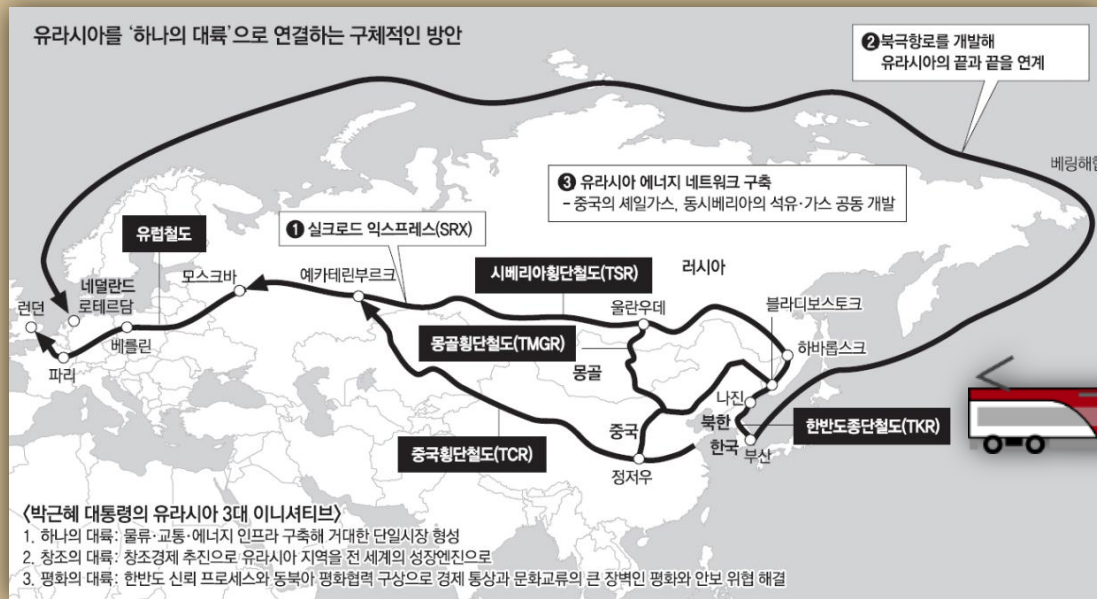 유라시아를 ‘하나의 대륙’으로 연결하는 구체적인 방안
❷ 북극항로를 개발해
유라시아의 끝과 끝을 연계
베링해협
❸ 유라시아 에너지 네트워크 구축
– 중국의 셰일가스, 동시베리아의 석유·가스 공동 개발
❶ 실크로드 익스프레스(SRX)
유럽철도
모스크바
예카테린부르크
시베리아횡단철도(TSR)
러시아
네덜란드
로테르담
런던
베를린
파리
울란우데
블라디보스토크
몽골횡단철도(TMGR)
몽골
하바롭스크
나진
북한
한국
부산
한반도종단철도(TKR)
중국
중국횡단철도(TCR)
정저우
〈박근혜 대통령의 유라시아 3대 이니셔티브〉
1. 하나의 대륙: 물류·교통·에너지 인프라 구축해 거대한 단일시장 형성
2. 창조의 대륙: 창조경제 추진으로 유라시아 지역을 전 세계의 성장엔진으로
3. 평화의 대륙: 한반도 신뢰 프로세스와 동북아 평화협력 구상으로 경제 통상과 문화교류의 큰 장벽인 평화와 안보 위협 해결